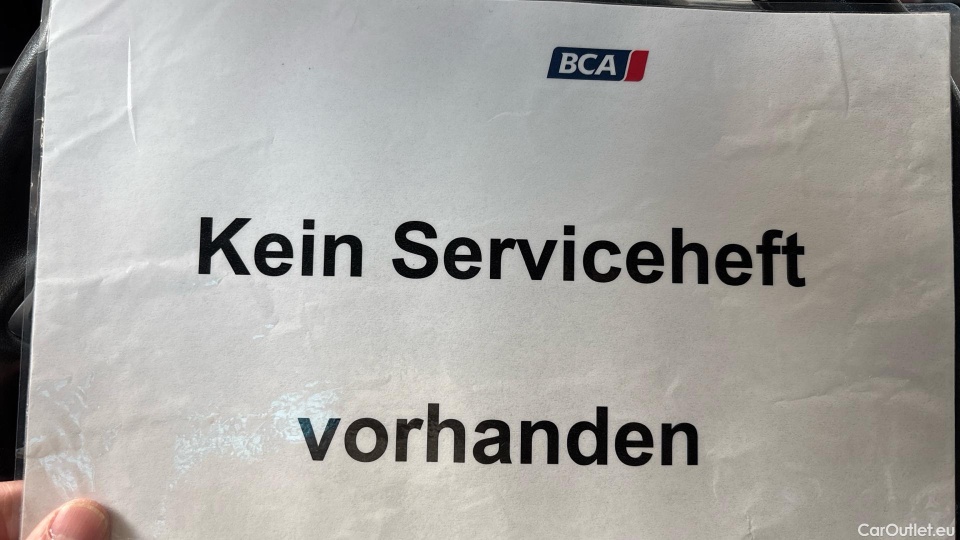 BCA
Kein Serviceheft
vorhanden
CarOutlet.eu